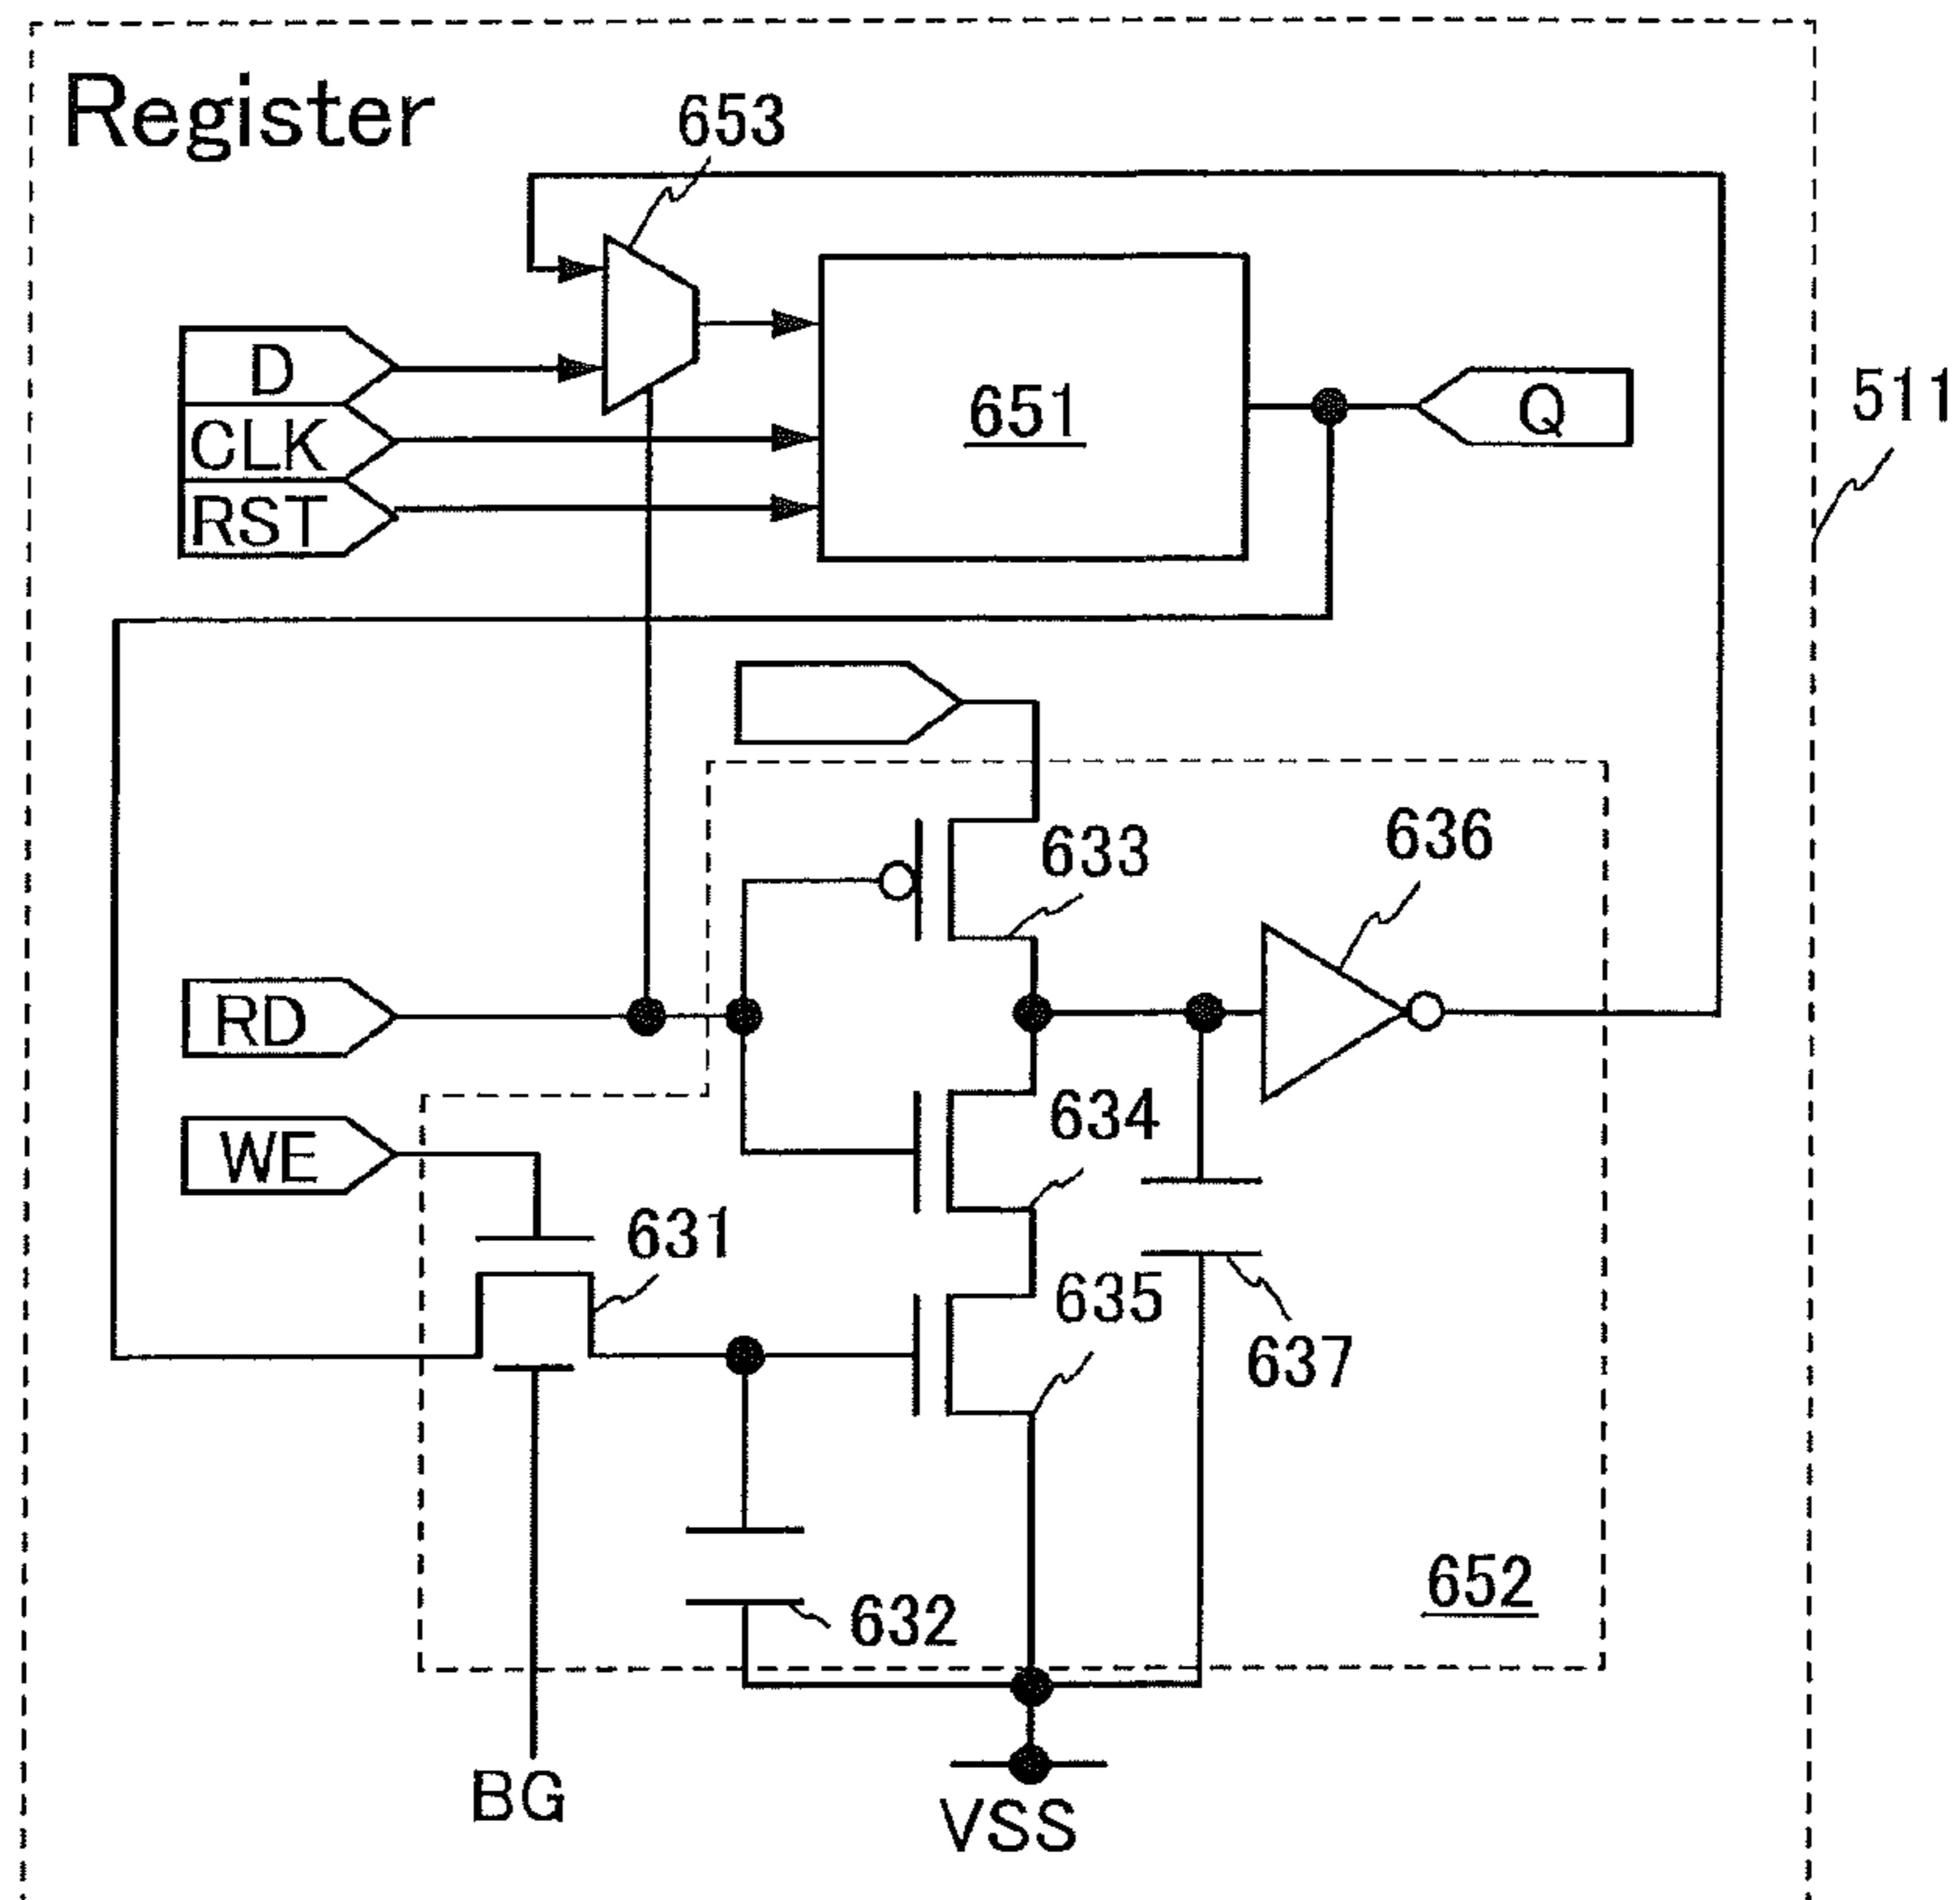 Register
653
D
CLK
RST
651
Q
511
633
636
RD
634
WE
631
635
637
632
652
BG
VSS